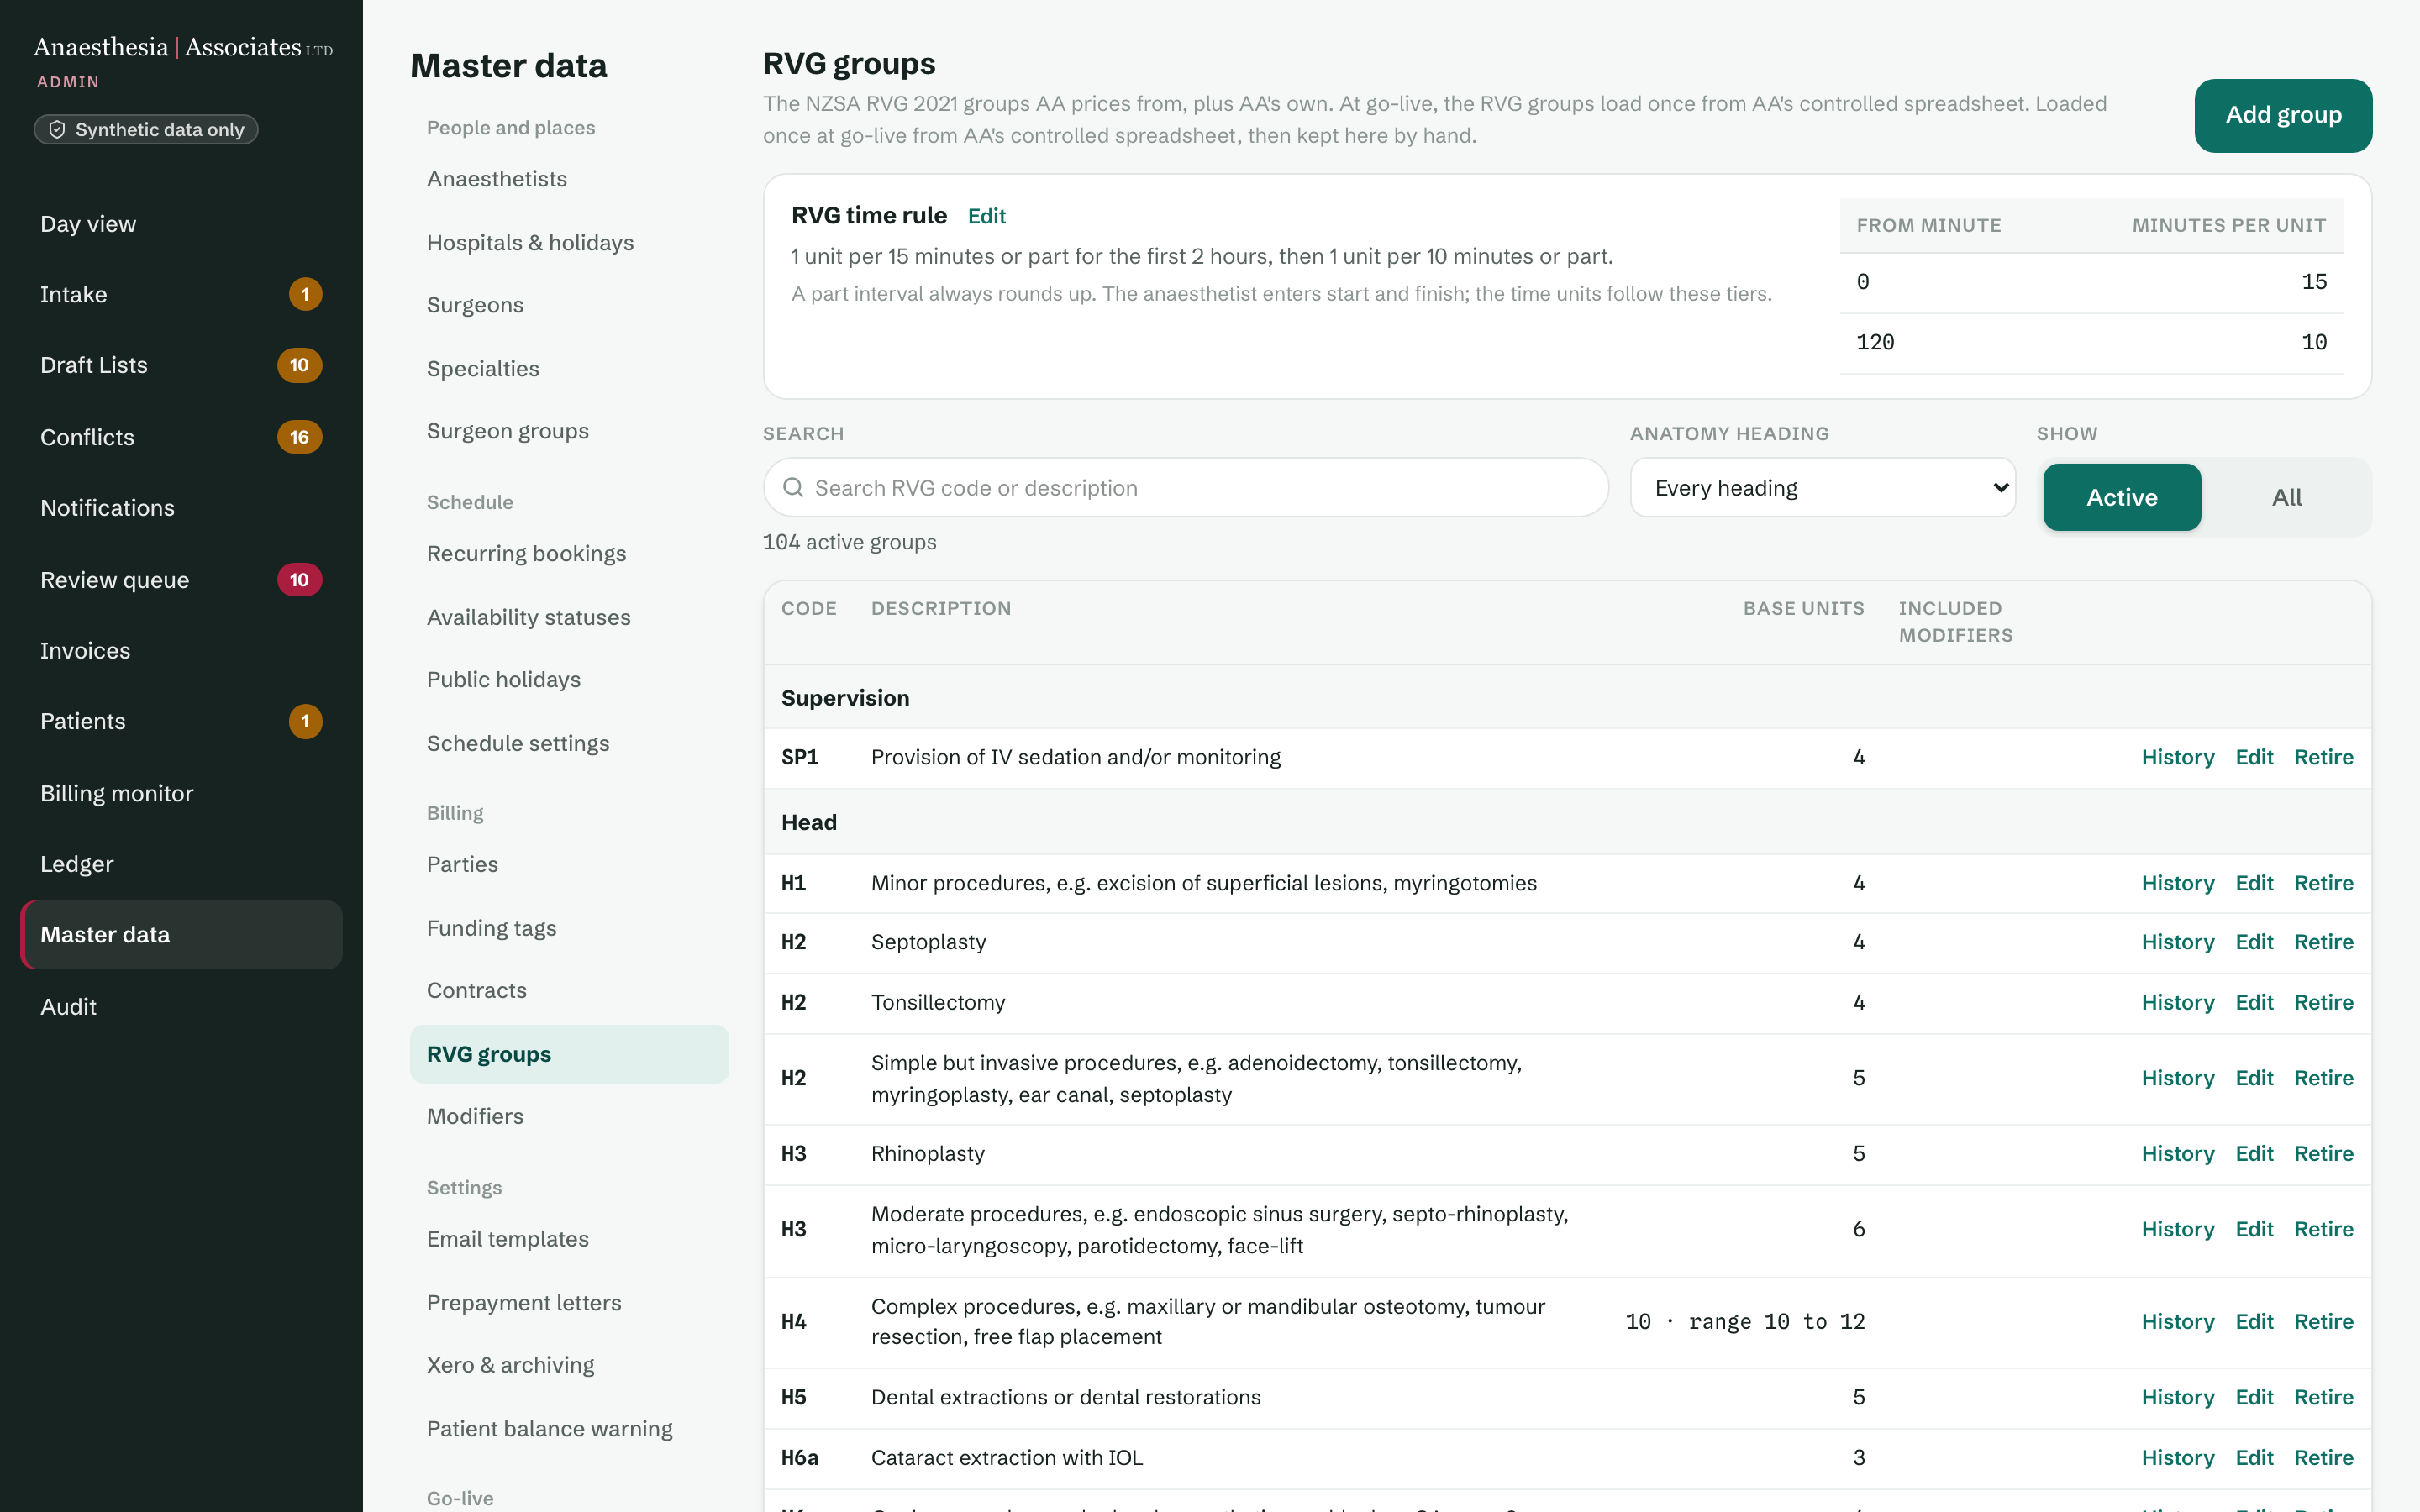 Anaesthesia | Associates LTD
ADMIN
Synthetic data only
Day view
Intake 1
Draft Lists 10
Conflicts 16
Notifications
Review queue 10
Invoices
Patients 1
Billing monitor
Ledger
Master data
Audit
Master data
People and places
Anaesthetists
Hospitals & holidays
Surgeons
Specialties
Surgeon groups
Schedule
Recurring bookings
Availability statuses
Public holidays
Schedule settings
Billing
Parties
Funding tags
Contracts
RVG groups
Modifiers
Settings
Email templates
Prepayment letters
Xero & archiving
Patient balance warning
Go-live
RVG groups
The NZSA RVG 2021 groups AA prices from, plus AA's own. At go-live, the RVG groups load once from AA's controlled spreadsheet. Loaded
once at go-live from AA's controlled spreadsheet, then kept here by hand.
Add group
RVG time rule Edit
1 unit per 15 minutes or part for the first 2 hours, then 1 unit per 10 minutes or part.
A part interval always rounds up. The anaesthetist enters start and finish; the time units follow these tiers.
FROM MINUTE MINUTES PER UNIT
0 15
120 10
SEARCH
Search RVG code or description
104 active groups
ANATOMY HEADING
Every heading
SHOW
Active All
CODE DESCRIPTION BASE UNITS INCLUDED
MODIFIERS
Supervision
SP1 Provision of IV sedation and/or monitoring 4 History Edit Retire
Head
H1 Minor procedures, e.g. excision of superficial lesions, myringotomies 4 History Edit Retire
H2 Septoplasty 4 History Edit Retire
H2 Tonsillectomy 4 History Edit Retire
H2 Simple but invasive procedures, e.g. adenoidectomy, tonsillectomy,
myringoplasty, ear canal, septoplasty 5 History Edit Retire
H3 Rhinoplasty 5 History Edit Retire
H3 Moderate procedures, e.g. endoscopic sinus surgery, septo-rhinoplasty,
micro-laryngoscopy, parotidectomy, face-lift 6 History Edit Retire
H4 Complex procedures, e.g. maxillary or mandibular osteotomy, tumour
resection, free flap placement 10 · range 10 to 12 History Edit Retire
H5 Dental extractions or dental restorations 5 History Edit Retire
H6a Cataract extraction with IOL 3 History Edit Retire